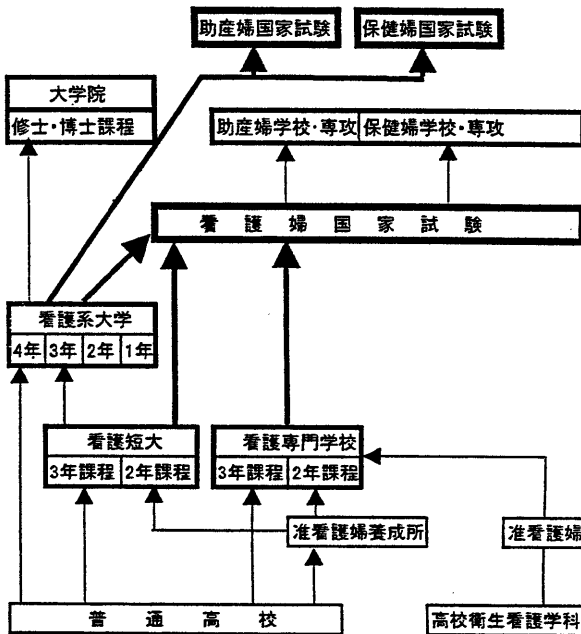 助産婦国家試験 保健婦国家試験
大学院
修士・博士課程
助産婦学校・専攻 保健婦学校・専攻
看護婦国家試験
看護系大学
4年 3年 2年 1年
看護短大
3年課程 2年課程
看護専門学校
3年課程 2年課程
准看護婦養成所
准看護婦
普通高校
高校衛生看護学科